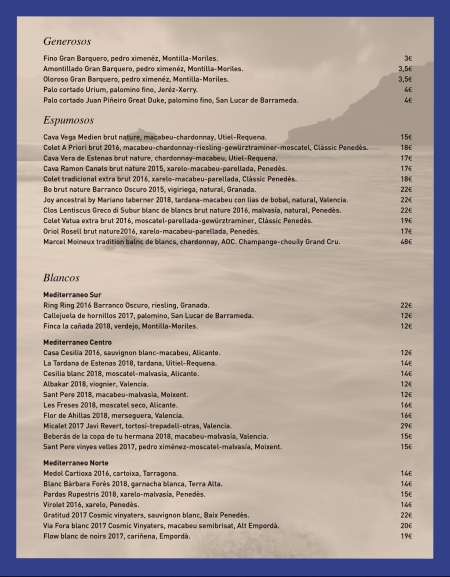 Generosos
Fino Gran Barquero, pedro ximenéz, Montilla-Moriles. 3€
Amontillado Gran Barquero, pedro ximenéz, Montilla-Moriles. 3,5€
Oloroso Gran Barquero, pedro ximenéz, Montilla-Moriles. 3,5€
Palo cortado Urium, palomino fino, Jeréz-Xerry. 4€
Palo cortado Juan Piñeiro Great Duke, palomino fino, San Lucar de Barrameda. 4€
Espumosos
Cava Vega Medien brut nature, macabeu-chardonnay, Utiel-Requena. 15€
Colet A Priori brut 2016, macabeu-chardonnay-riesling-gewürztraminer-moscatel, Clàssic Penedès. 18€
Cava Vera de Estenas brut nature, chardonnay-macabeu, Utiel-Requena. 17€
Cava Ramon Canals brut nature 2015, xarelo-macabeu-parellada, Penedès. 17€
Colet tradicional extra brut 2016, xarelo-macabeu-parellada, Clàssic Penedès. 18€
Bo brut nature Barranco Oscuro 2015, vigiriega, natural, Granada. 22€
Joy ancestral by Mariano taberner 2018, tardana-macabeu con lias de bobal, natural, Valencia. 22€
Clos Lentiscus Greco di Subur blanc de blancs brut nature 2016, malvasía, natural, Penedès. 22€
Colet Vatua extra brut 2016, moscatel-parellada-gewürztraminer, Clàssic Penedès. 19€
Oriol Rosell brut nature2016, xarelo-macabeu-parellada, Penedès. 17€
Marcel Moineux tradition balnc de blancs, chardonnay, AOC. Champange-chouily Grand Cru. 48€
Blancos
Mediterraneo Sur
Ring Ring 2016 Barranco Oscuro, riesling, Granada. 22€
Callejuela de hornillos 2017, palomino, San Lucar de Barrameda. 12€
Finca la cañada 2018, verdejo, Montilla-Moriles. 12€
Mediterraneo Centro
Casa Cesilia 2016, sauvignon blanc-macabeu, Alicante. 12€
La Tardana de Estenas 2018, tardana, Utiel-Requena. 14€
Cesilia blanc 2018, moscatel-malvasía, Alicante. 14€
Albakar 2018, viognier, Valencia. 12€
Sant Pere 2018, macabeu-malvasia, Moixent. 12€
Les Freses 2018, moscatel seco, Alicante. 16€
Flor de Ahillas 2018, merseguera, Valencia. 16€
Micalet 2017 Javi Revert, tortosí-trepadell-otras, Valencia. 29€
Beberás de la copa de tu hermana 2018, macabeu-malvasia, Valencia. 15€
Sant Pere vinyes velles 2017, pedro ximénez-moscatel-malvasia, Moixent. 15€
Mediterraneo Norte
Medol Cartioxa 2016, cartoixa, Tarragona. 14€
Blanc Bàrbara Forés 2018, garnacha blanca, Terra Alta. 14€
Pardas Rupestris 2018, xarelo-malvasía, Penedès. 15€
Virolet 2016, xarelo, Penedès. 14€
Gratitud 2017 Cosmic vinyaters, sauvignon blanc, Baix Penedès. 22€
Via Fora blanc 2017 Cosmic Vinyaters, macabeu semibrisat, Alt Empordà. 20€
Flow blanc de noirs 2017, cariñena, Empordà. 19€